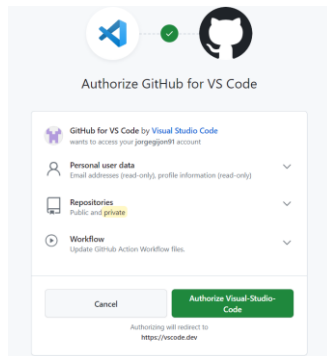 Authorize GitHub for VS Code
GitHub for VS Code by Visual Studio Code
wants to access your jorgegijon91 account
Personal user data
Email addresses (read-only), profile information (read-only)
Repositories
Public and private
Workflow
Update GitHub Action Workflow files.
Cancel
Authorize Visual-Studio-
Code
Authorizing will redirect to
https://vscode.dev